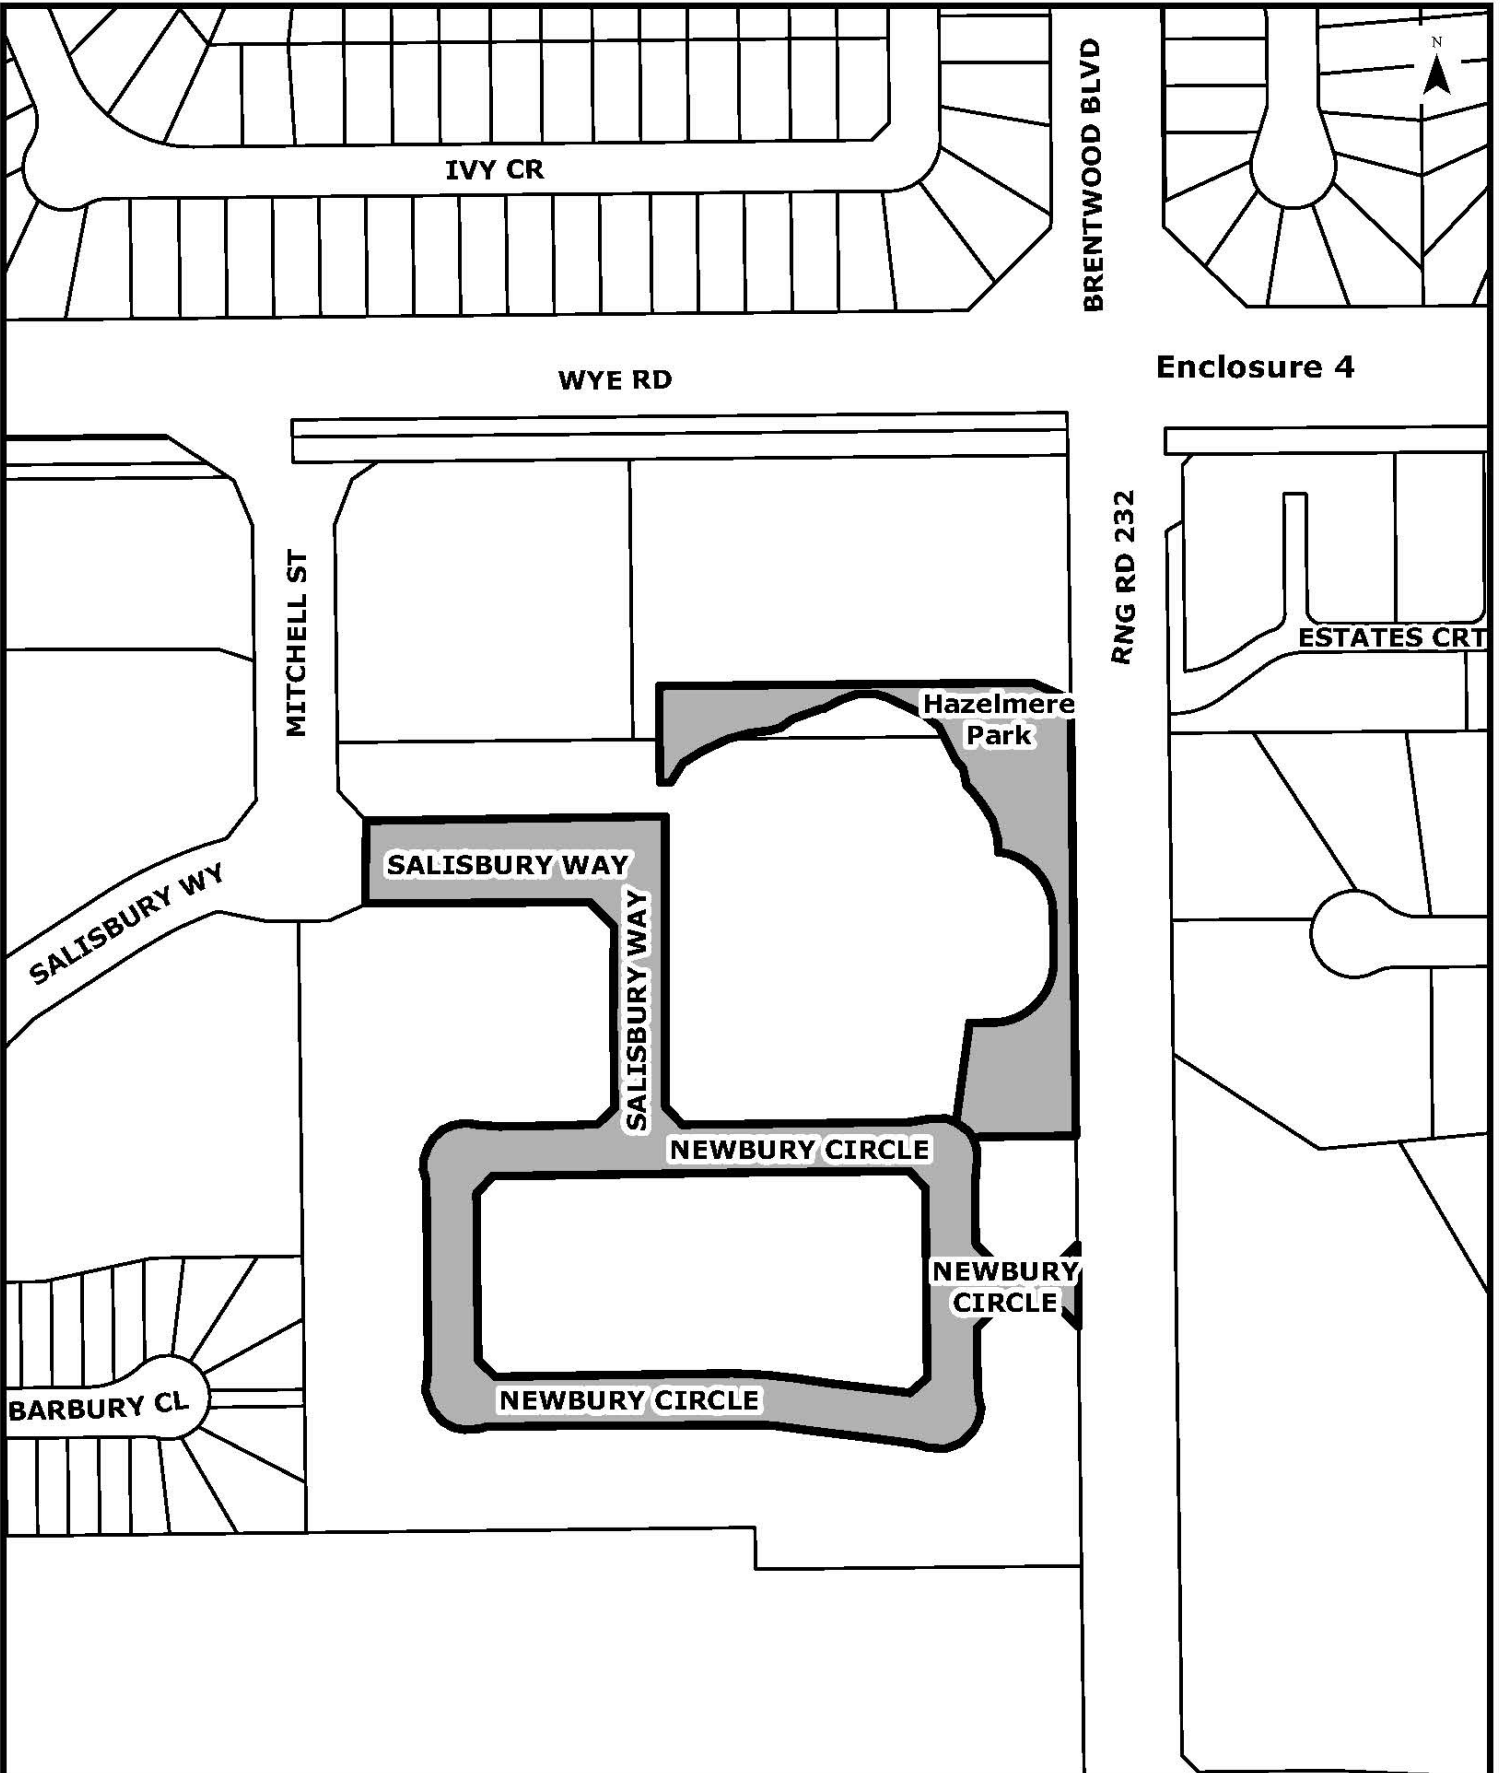 N
BRENTWOOD BLVD
IVY CR
Enclosure 4
WYE RD
RNG RD 232
MITCHELL ST
ESTATES CRT
Hazelmere
Park
SALISBURY WAY
SALISBURY WY
SALISBURY WAY
NEWBURY CIRCLE
NEWBURY
CIRCLE
NEWBURY CIRCLE
BARBURY CL